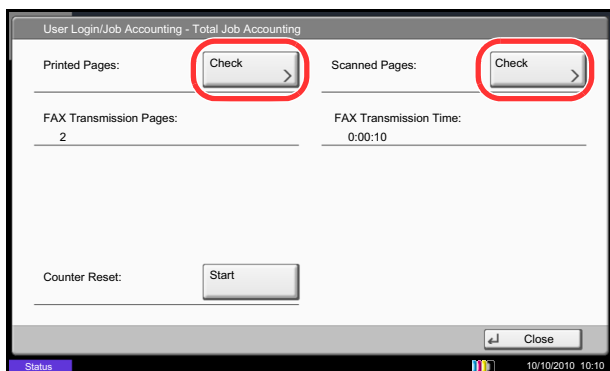 User Login/Job Accounting - Total Job Accounting
Printed Pages: Check Scanned Pages: Check
FAX Transmission Pages: FAX Transmission Time:
2 0:00:10
Counter Reset: Start
Close
Status 10/10/2010 10:10